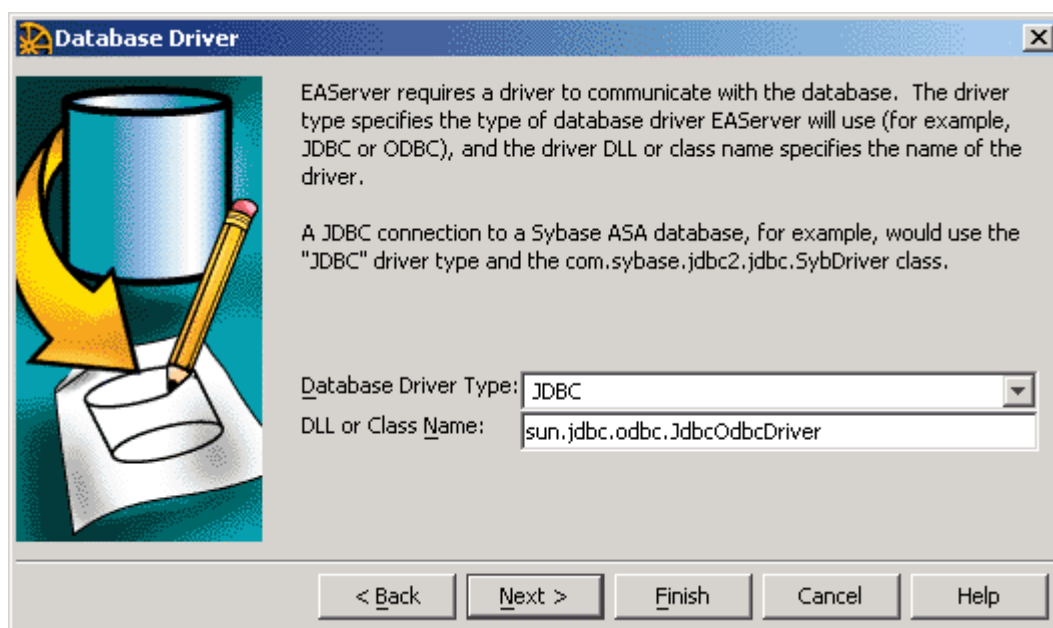 Database Driver
EAServer requires a driver to communicate with the database. The driver
type specifies the type of database driver EAServer will use (for example,
JDBC or ODBC), and the driver DLL or class name specifies the name of the
driver.
A JDBC connection to a Sybase ASA database, for example, would use the
"JDBC" driver type and the com.sybase.jdbc2.jdbc.SybDriver class.
Database Driver Type: JDBC
DLL or Class Name: sun.jdbc.odbc.JdbcOdbcDriver
< Back Next > Finish Cancel Help